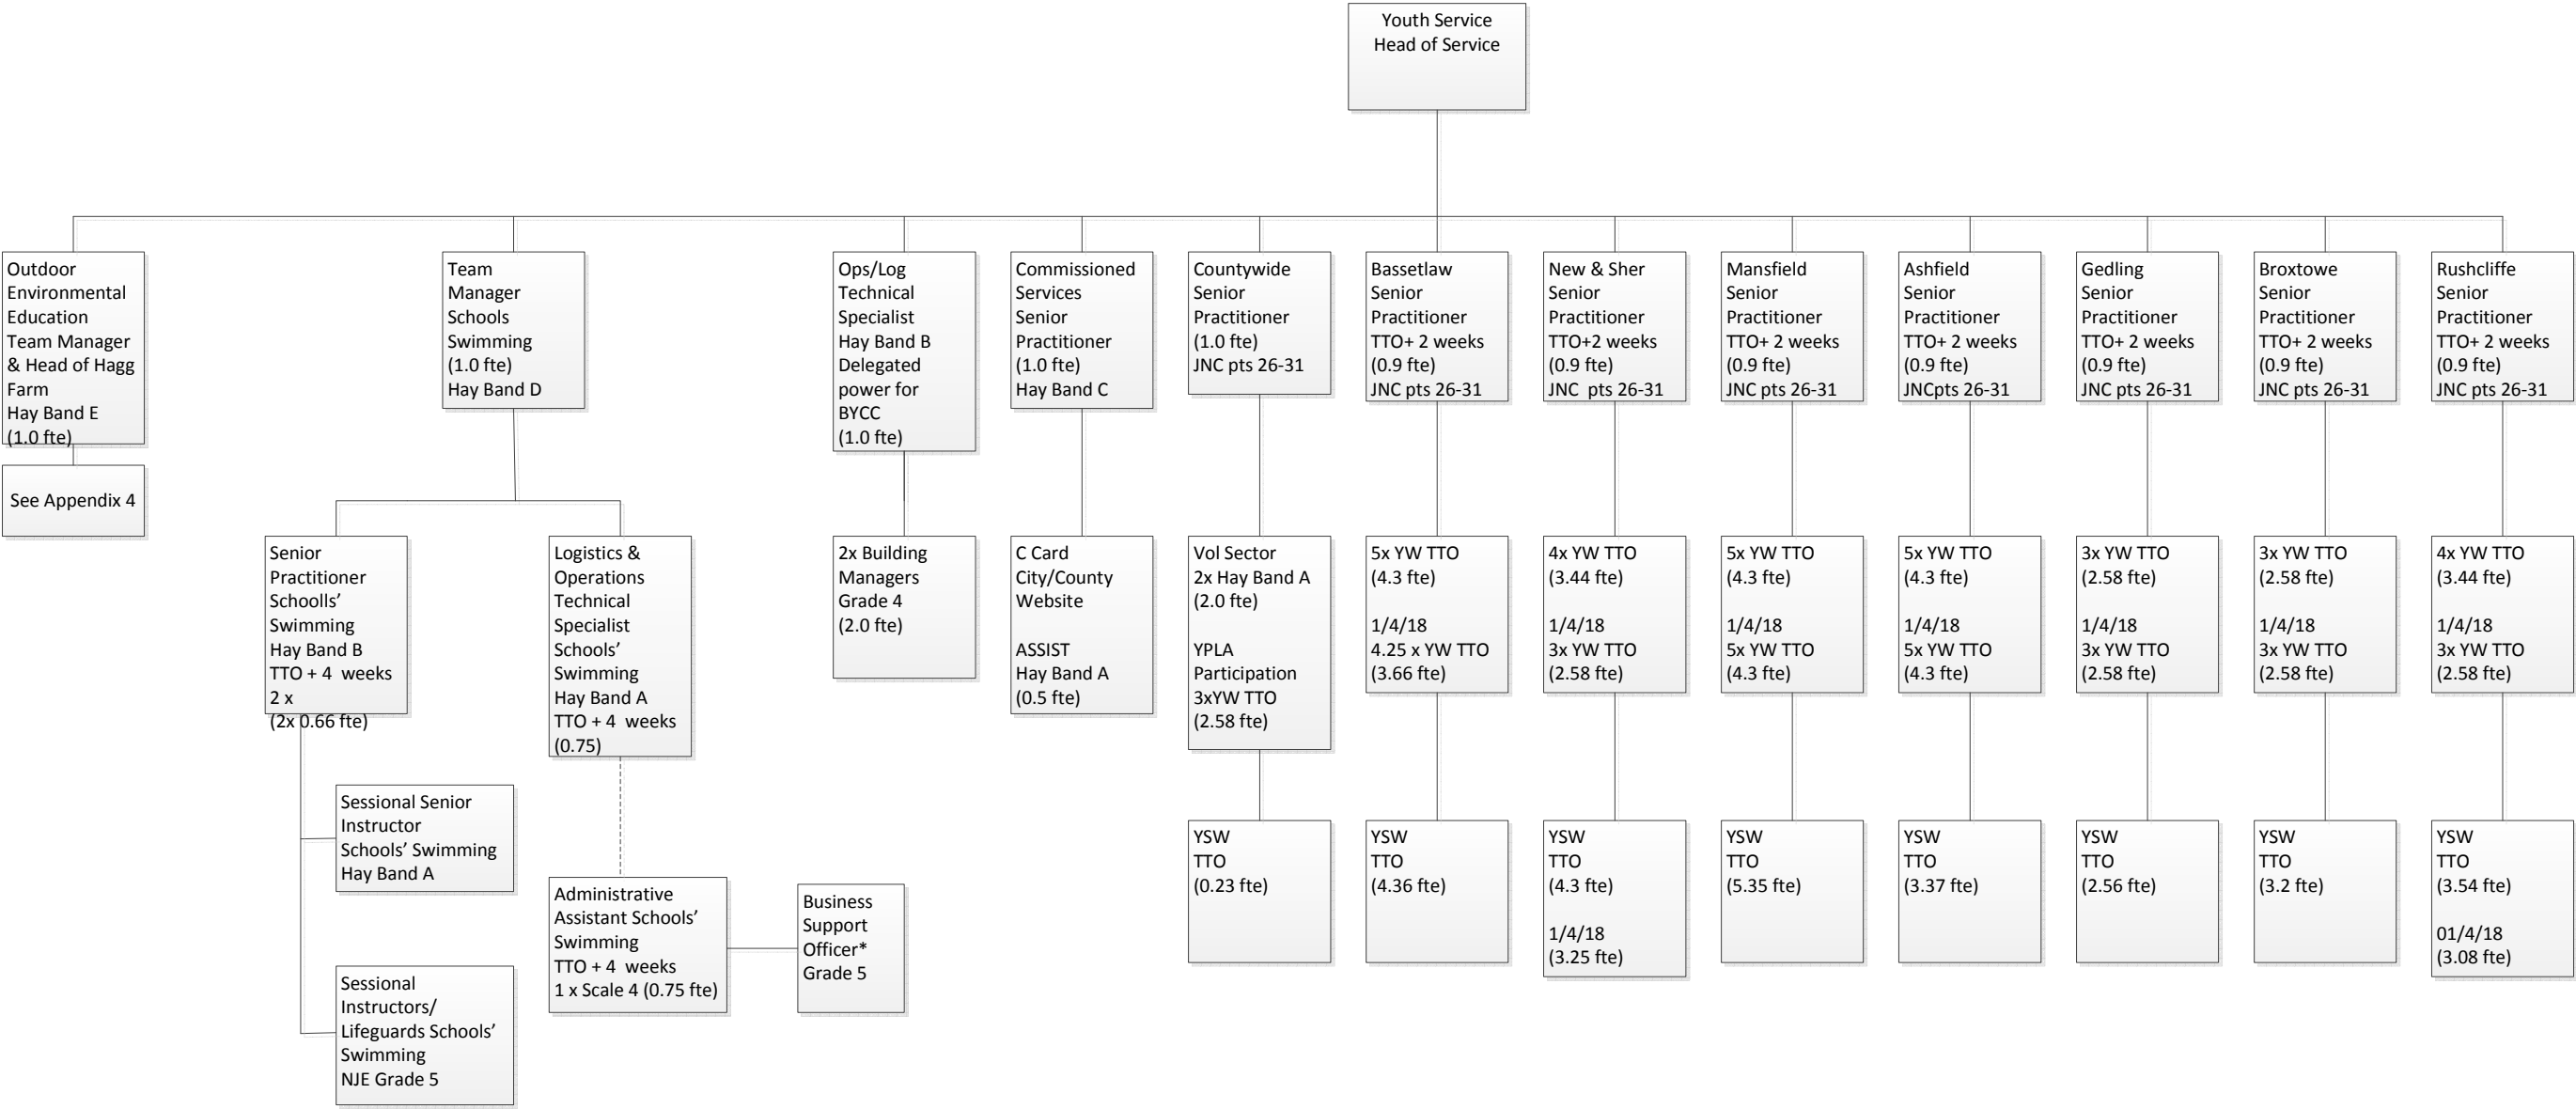 Youth Service
Head of Service
Outdoor
Environmental
Education
Team Manager
& Head of Hagg
Farm
Hay Band E
(1.0 fte)
See Appendix 4
Team
Manager
Schools
Swimming
(1.0 fte)
Hay Band D
Senior
Practitioner
Schoolls’
Swimming
Hay Band B
TTO + 4 weeks
2 x
(2x 0.66 fte)
Sessional Senior
Instructor
Schools’ Swimming
Hay Band A
Sessional
Instructors/
Lifeguards Schools’
Swimming
NJE Grade 5
Logistics &
Operations
Technical
Specialist
Schools’
Swimming
Hay Band A
TTO + 4 weeks
(0.75)
Administrative
Assistant Schools’
Swimming
TTO + 4 weeks
1 x Scale 4 (0.75 fte)
Business
Support
Officer*
Grade 5
Ops/Log
Technical
Specialist
Hay Band B
Delegated
power for
BYCC
(1.0 fte)
2x Building
Managers
Grade 4
(2.0 fte)
Commissioned
Services
Senior
Practitioner
(1.0 fte)
Hay Band C
C Card
City/County
Website
ASSIST
Hay Band A
(0.5 fte)
Countywide
Senior
Practitioner
(1.0 fte)
JNC pts 26-31
Vol Sector
2x Hay Band A
(2.0 fte)
YPLA
Participation
3xYW TTO
(2.58 fte)
YSW
TTO
(0.23 fte)
Bassetlaw
Senior
Practitioner
TTO+ 2 weeks
(0.9 fte)
JNC pts 26-31
5x YW TTO
(4.3 fte)
1/4/18
4.25 x YW TTO
(3.66 fte)
YSW
TTO
(4.36 fte)
New & Sher
Senior
Practitioner
TTO+2 weeks
(0.9 fte)
JNC  pts 26-31
4x YW TTO
(3.44 fte)
1/4/18
3x YW TTO
(2.58 fte)
YSW
TTO
(4.3 fte)
1/4/18
(3.25 fte)
Mansfield
Senior
Practitioner
TTO+ 2 weeks
(0.9 fte)
JNC pts 26-31
5x YW TTO
(4.3 fte)
1/4/18
5x YW TTO
(4.3 fte)
YSW
TTO
(5.35 fte)
Ashfield
Senior
Practitioner
TTO+ 2 weeks
(0.9 fte)
JNCpts 26-31
5x YW TTO
(4.3 fte)
1/4/18
5x YW TTO
(4.3 fte)
YSW
TTO
(3.37 fte)
Gedling
Senior
Practitioner
TTO+ 2 weeks
(0.9 fte)
JNC pts 26-31
3x YW TTO
(2.58 fte)
1/4/18
3x YW TTO
(2.58 fte)
YSW
TTO
(2.56 fte)
Broxtowe
Senior
Practitioner
TTO+ 2 weeks
(0.9 fte)
JNC pts 26-31
3x YW TTO
(2.58 fte)
1/4/18
3x YW TTO
(2.58 fte)
YSW
TTO
(3.2 fte)
Rushcliffe
Senior
Practitioner
TTO+ 2 weeks
(0.9 fte)
JNC pts 26-31
4x YW TTO
(3.44 fte)
1/4/18
3x YW TTO
(2.58 fte)
YSW
TTO
(3.54 fte)
01/4/18
(3.08 fte)